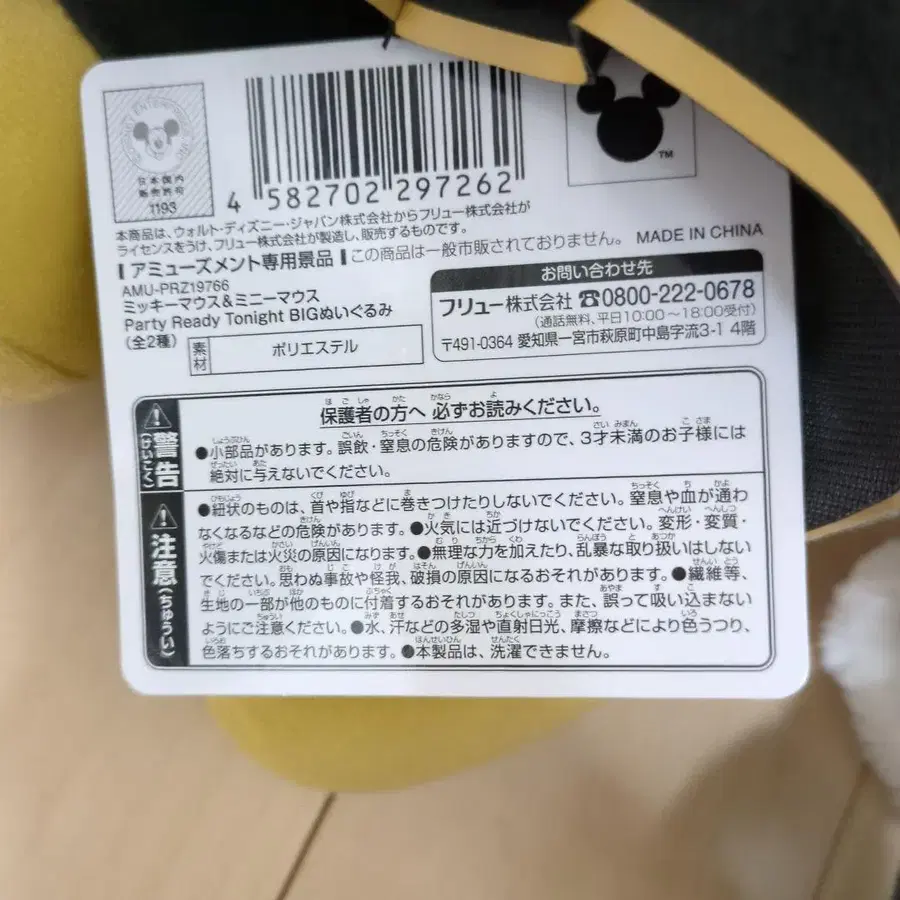 日本国内
販売許可
1193
4 582702 297262
TM
本商品は、ウォルト・ディズニー・ジャパン株式会社からフリュー株式会社が
ライセンスをうけ、フリュー株式会社が製造し、販売するものです。
アミューズメント専用景品 この商品は一般市販されておりません。 MADE IN CHINA
AMU-PRZ19766
ミッキーマウス&ミニーマウス
Party Ready Tonight BIGぬいぐるみ
(全2種)
素材 ポリエステル
お問い合わせ先
フリュー株式会社 ☎0800-222-0678
(通話無料、平日10:00~18:00受付)
〒491-0364 愛知県一宮市萩原町中島字流3-1 4階
⚠警告(けいこく)
保護者の方へ 必ずお読みください。
●小部品があります。誤飲・窒息の危険がありますので、3才未満のお子様には
絶対に与えないでください。
⚠注意(ちゅうい)
●紐状のものは、首や指などに巻きつけたりしないでください。窒息や血が通わ
なくなるなどの危険があります。●火気には近づけないでください。変形・変質・
火傷または火災の原因になります。●無理な力を加えたり、乱暴な取り扱いはしない
でください。思わぬ事故や怪我、破損の原因になるおそれがあります。●繊維等、
生地の一部が他のものに付着するおそれがあります。また、誤って吸い込まない
ようにご注意ください。●水、汗などの多湿や直射日光、摩擦などにより色うつり、
色落ちするおそれがあります。●本製品は、洗濯できません。